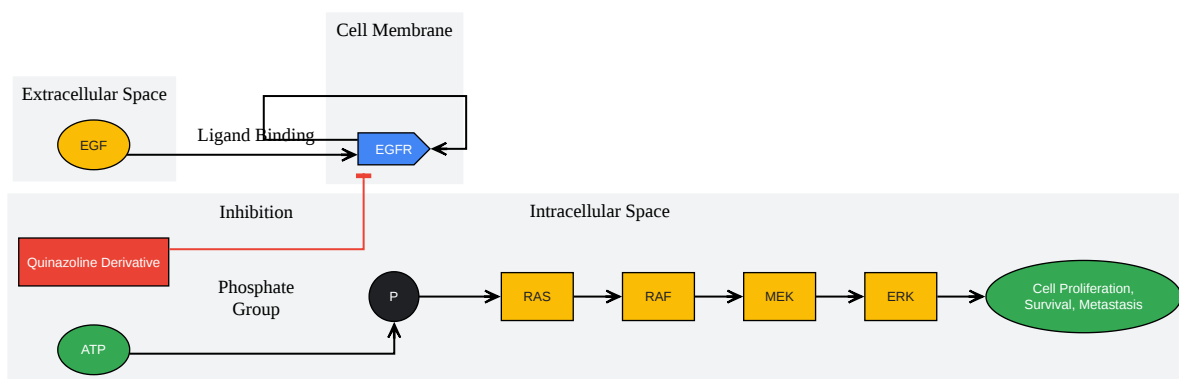 Cell Membrane
Extracellular Space
EGF
Ligand Binding
EGFR
Inhibition
Intracellular Space
Quinazoline Derivative
Phosphate
Group
P
RAS
RAF
MEK
ERK
Cell Proliferation,
Survival, Metastasis
ATP